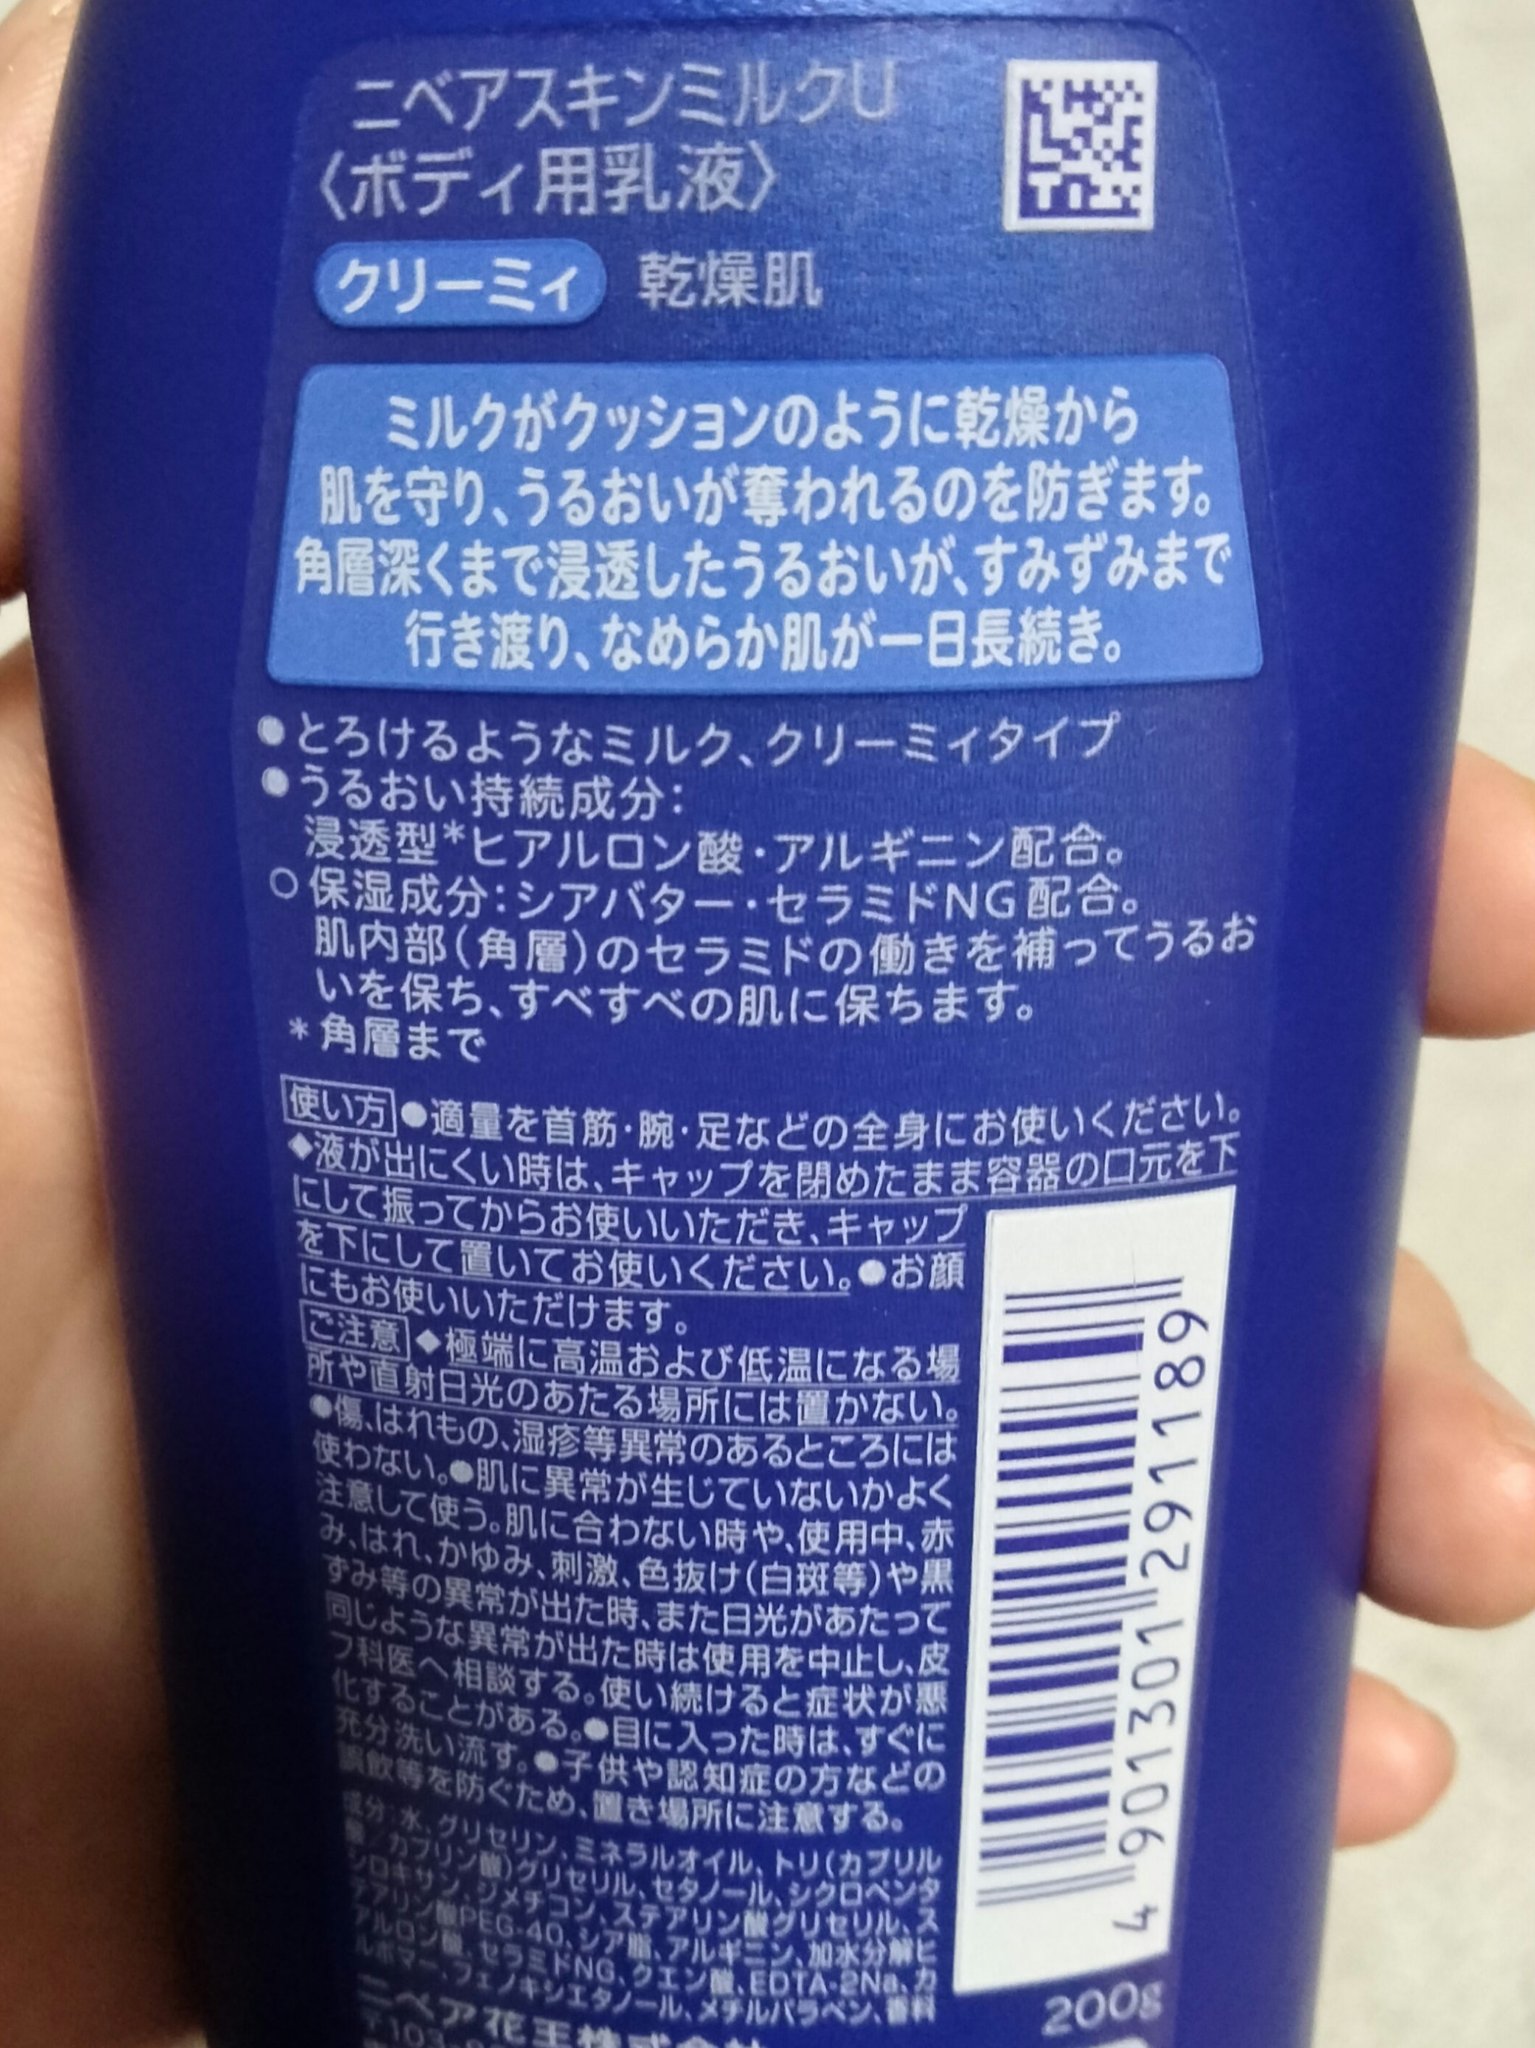 ニベアスキンミルクU
〈ボディ用乳液〉
クリーミィ 乾燥肌
ミルクがクッションのように乾燥から
肌を守り、うるおいが奪われるのを防ぎます。
角層深くまで浸透したうるおいが、すみずみまで
行き渡り、なめらか肌が一日長続き。
●とろけるようなミルク、クリーミィタイプ
●うるおい持続成分：
浸透型*ヒアルロン酸・アルギニン配合。
○保湿成分：シアバター・セラミドNG配合。
肌内部（角層）のセラミドの働きを補ってうるお
いを保ち、すべすべの肌に保ちます。
*角層まで
使い方 ●適量を首筋・腕・足などの全身にお使いください。
◆液が出にくい時は、キャップを閉めたまま容器の口元を下
にして振ってからお使いいただき、キャップ
を下にして置いてお使いください。●お顔
にもお使いいただけます。
ご注意 ◆極端に高温および低温になる場
所や直射日光のあたる場所には置かない。
●傷、はれもの、湿疹等異常のあるところには
使わない。●肌に異常が生じていないかよく
注意して使う。肌に合わない時や、使用中、赤
み、はれ、かゆみ、刺激、色抜け（白斑等）や黒
ずみ等の異常が出た時、また日光があたって
同じような異常が出た時は使用を中止し、皮
フ科医へ相談する。使い続けると症状が悪
化することがある。●目に入った時は、すぐに
充分洗い流す。●子供や認知症の方などの
誤飲等を防ぐため、置き場所に注意する。
成分：水、グリセリン、ミネラルオイル、トリ（カプリル
酸／カプリン酸）グリセリル、セタノール、シクロペンタ
シロキサン、ジメチコン、ステアリン酸グリセリル、ス
テアリン酸PEG-40、シア脂、アルギニン、加水分解ヒ
アルロン酸、セラミドNG、クエン酸、EDTA-2Na、カ
ルボマー、フェノキシエタノール、メチルパラベン、香料
ニベア花王株式会社
〒103-
4 901301 291189
200g